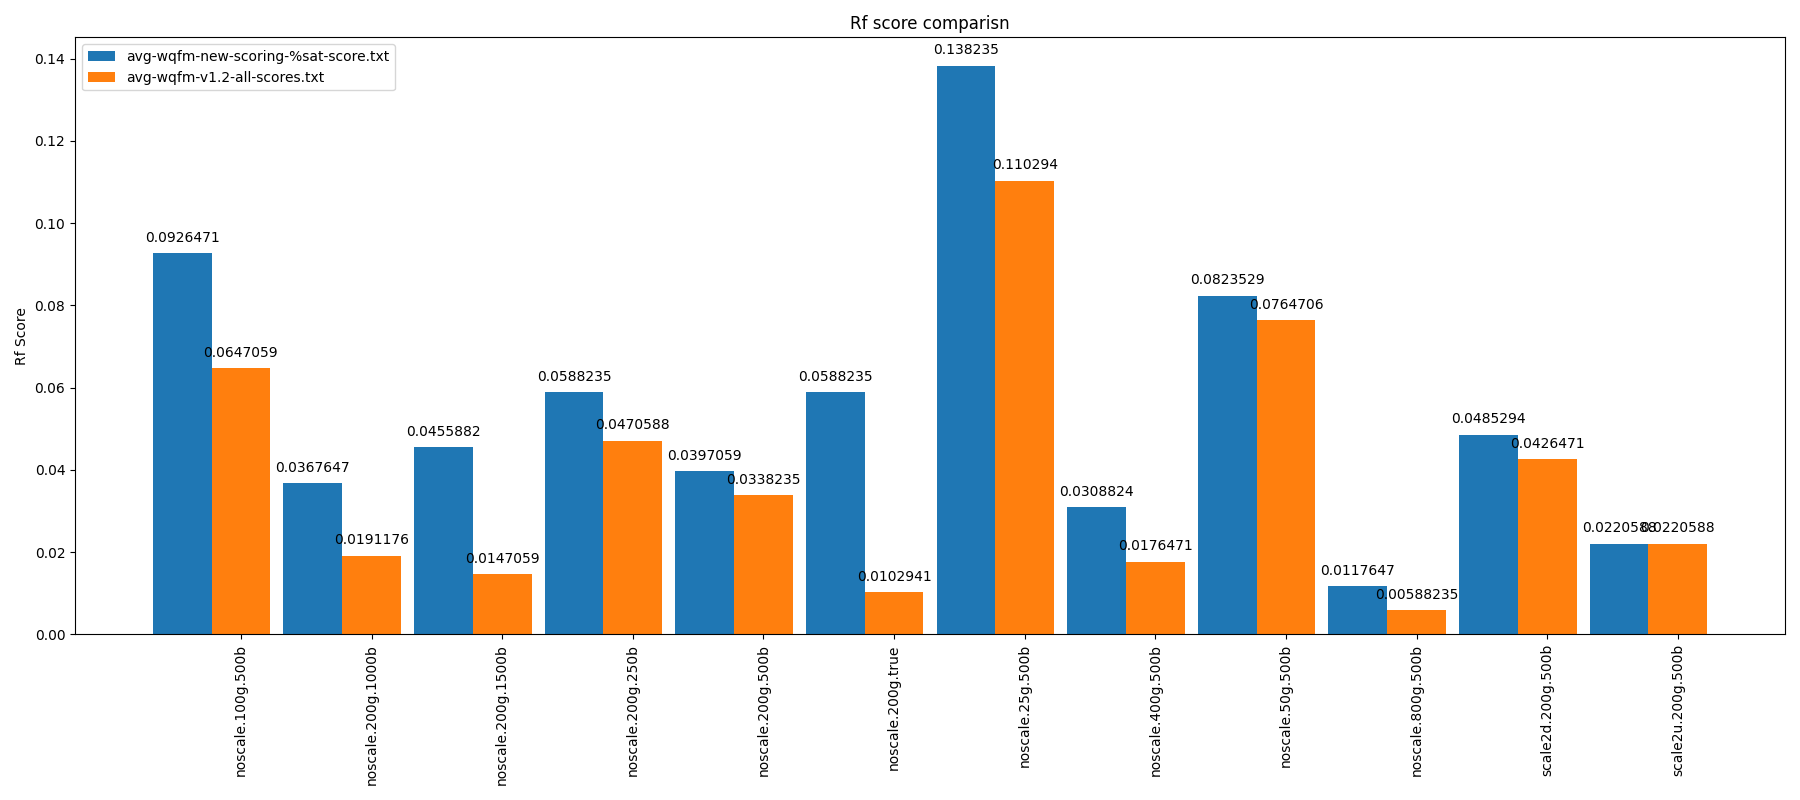 Rf score comparisn
avg-wqfm-new-scoring-%sat-score.txt
avg-wqfm-v1.2-all-scores.txt
Rf Score
0.14
0.12
0.10
0.08
0.06
0.04
0.02
0.00
0.0926471
0.0647059
0.0367647
0.0191176
0.0455882
0.0147059
0.0588235
0.0470588
0.0397059
0.0338235
0.0588235
0.0102941
0.138235
0.110294
0.0308824
0.0176471
0.0823529
0.0764706
0.0117647
0.00588235
0.0485294
0.0426471
0.0220588
0.0220588
noscale.100g.500b
noscale.200g.1000b
noscale.200g.1500b
noscale.200g.250b
noscale.200g.500b
noscale.200g.true
noscale.25g.500b
noscale.400g.500b
noscale.50g.500b
noscale.800g.500b
scale2d.200g.500b
scale2u.200g.500b